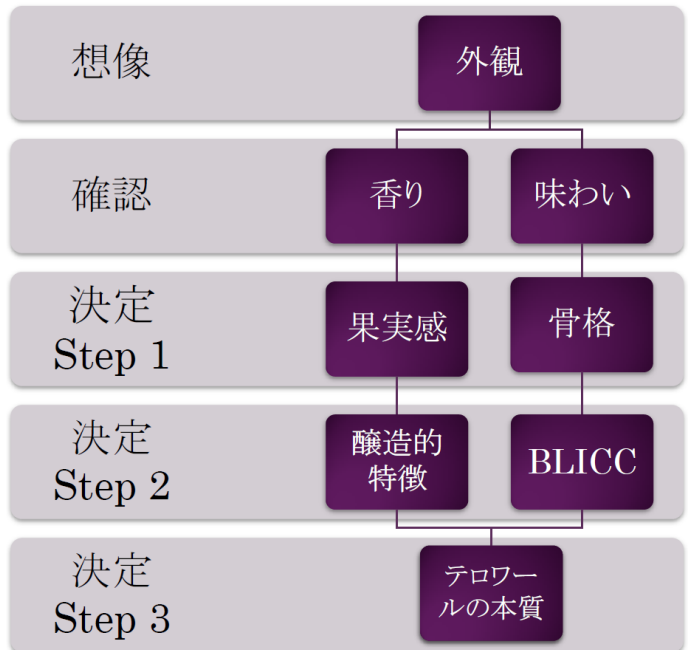 想像
外観
確認
香り
味わい
決定
Step 1
果実感
骨格
決定
Step 2
醸造的
特徴
BLICC
決定
Step 3
テロワー
ルの本質